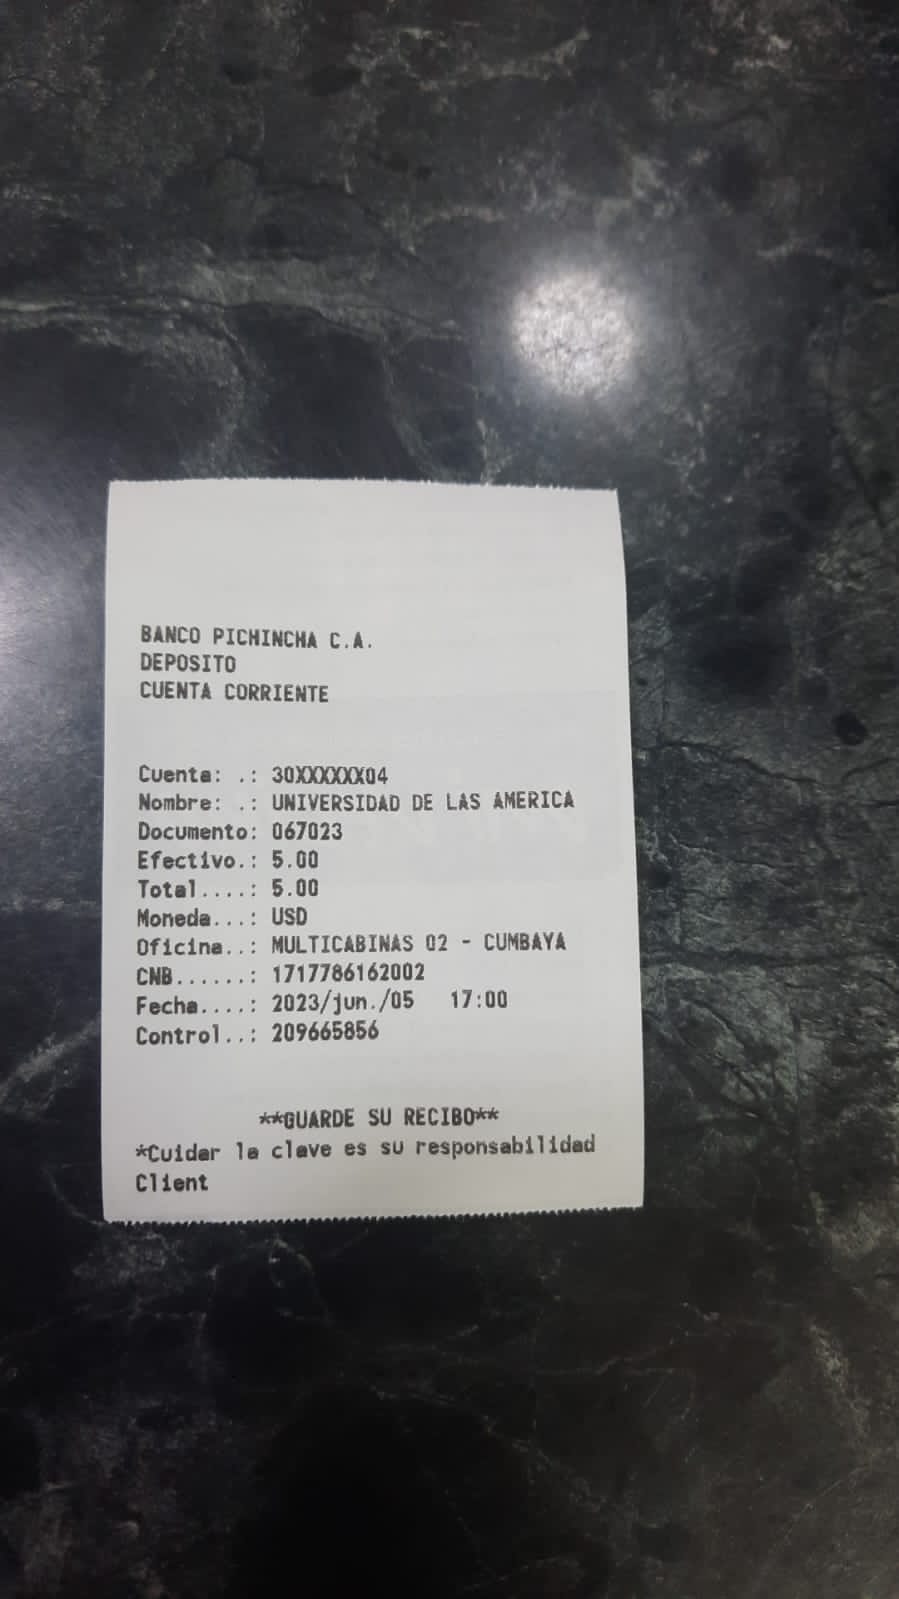 BANCO PICHINCHA C.A.
DEPOSITO
CUENTA CORRIENTE
Cuenta: .: 30XXXXXX04
Nombre: .: UNIVERSIDAD DE LAS AMERICA
Documento: 067023
Efectivo.: 5.00
Total....: 5.00
Moneda...: USD
Oficina..: MULTICABINAS 02 - CUMBAYA
CNB......: 1717786162002
Fecha....: 2023/jun./05 17:00
Control..: 209665856
**GUARDE SU RECIBO**
*Cuidar la clave es su responsabilidad
Client